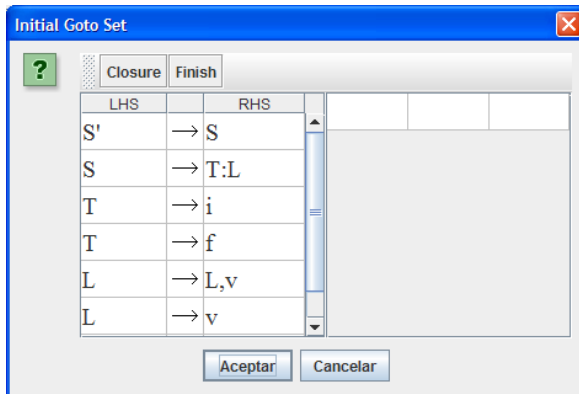 Initial Goto Set
? Closure Finish
LHS RHS
S' → S
S → T:L
T → i
T → f
L → L,v
L → v
Aceptar Cancelar